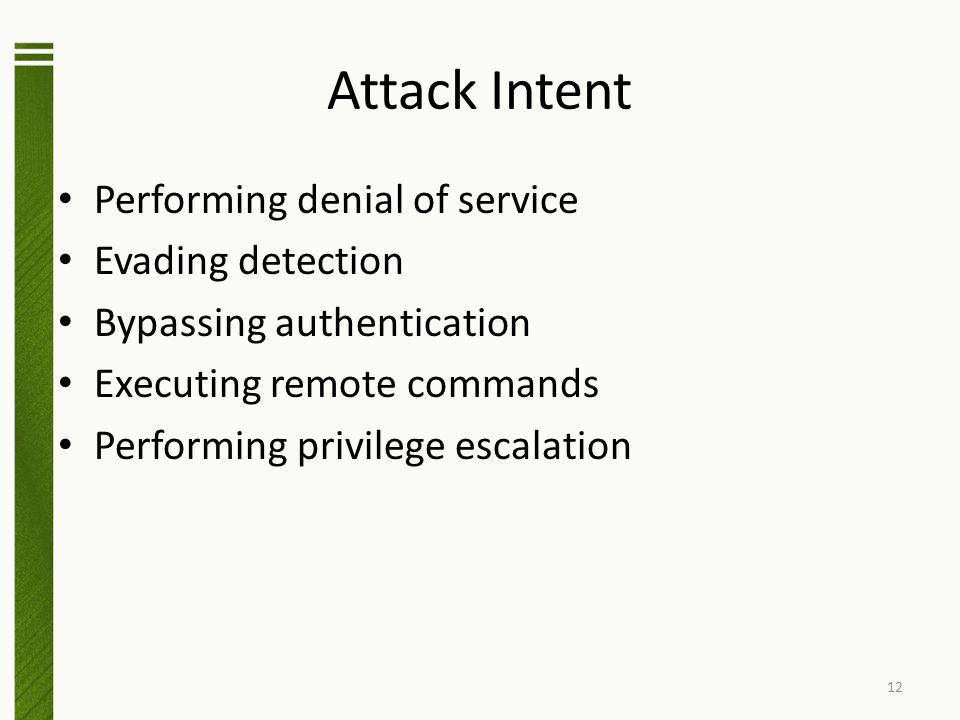 Attack Intent
• Performing denial of service
• Evading detection
• Bypassing authentication
• Executing remote commands
• Performing privilege escalation
12